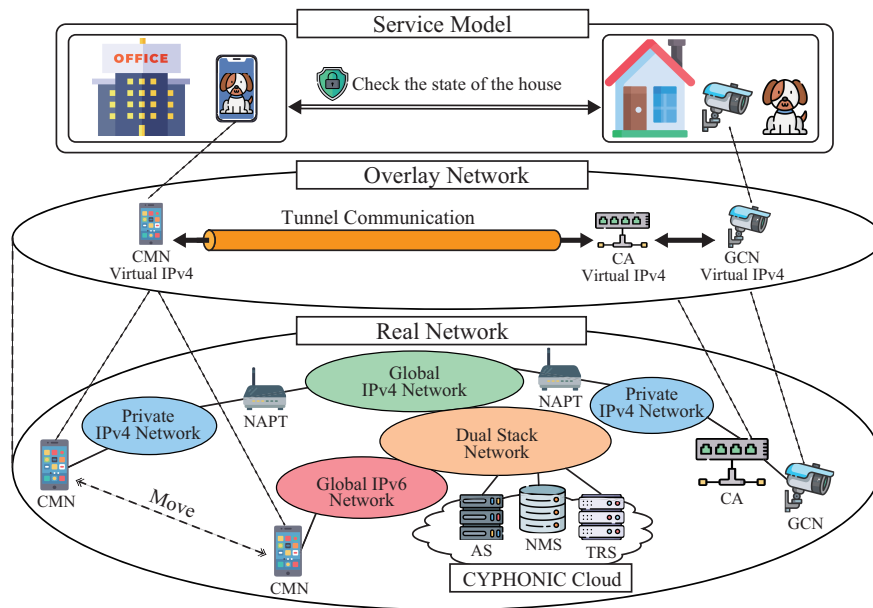 Service Model
OFFICE
Check the state of the house
Overlay Network
Tunnel Communication
CMN
Virtual IPv4
CA
Virtual IPv4
GCN
Virtual IPv4
Real Network
Global
IPv4 Network
NAPT
NAPT
Private
IPv4 Network
Private
IPv4 Network
Dual Stack
Network
CMN
Move
Global IPv6
Network
CA
GCN
CMN
AS
NMS
TRS
CYPHONIC Cloud